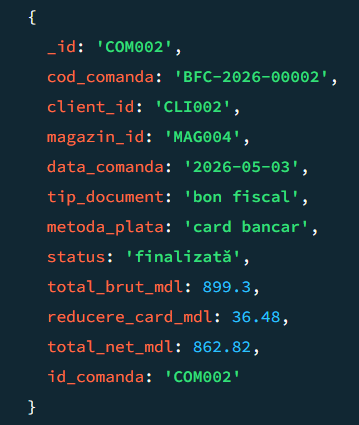 {
  _id: 'COM002',
  cod_comanda: 'BFC-2026-00002',
  client_id: 'CLI002',
  magazin_id: 'MAG004',
  data_comanda: '2026-05-03',
  tip_document: 'bon fiscal',
  metoda_plata: 'card bancar',
  status: 'finalizată',
  total_brut_mdl: 899.3,
  reducere_card_mdl: 36.48,
  total_net_mdl: 862.82,
  id_comanda: 'COM002'
}